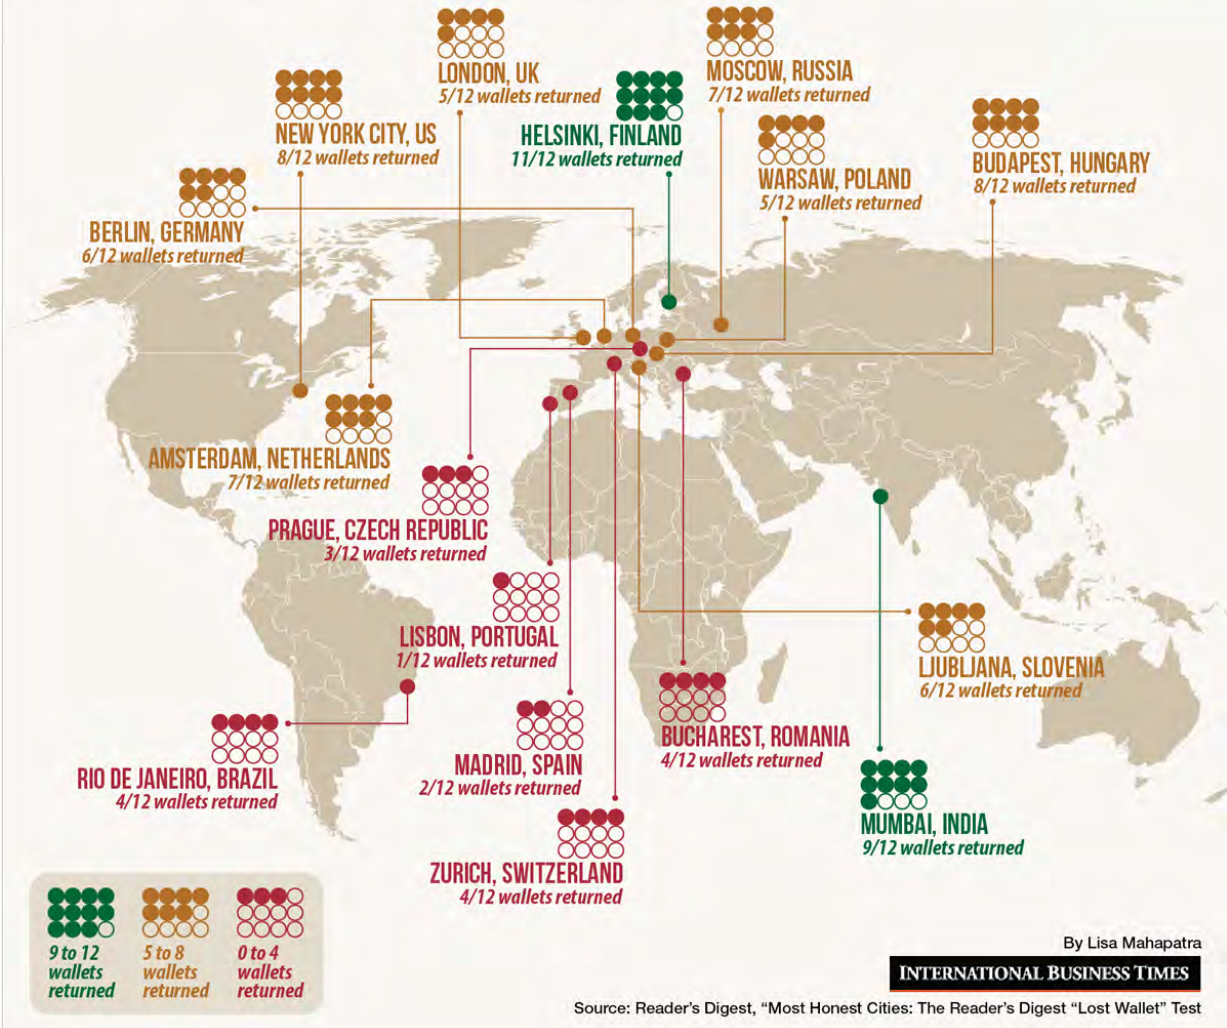 LONDON, UK
5/12 wallets returned
MOSCOW, RUSSIA
7/12 wallets returned
NEW YORK CITY, US
8/12 wallets returned
HELSINKI, FINLAND
11/12 wallets returned
WARSAW, POLAND
5/12 wallets returned
BUDAPEST, HUNGARY
8/12 wallets returned
BERLIN, GERMANY
6/12 wallets returned
AMSTERDAM, NETHERLANDS
7/12 wallets returned
PRAGUE, CZECH REPUBLIC
3/12 wallets returned
LISBON, PORTUGAL
1/12 wallets returned
LJUBLJANA, SLOVENIA
6/12 wallets returned
RIO DE JANEIRO, BRAZIL
4/12 wallets returned
MADRID, SPAIN
2/12 wallets returned
BUCHAREST, ROMANIA
4/12 wallets returned
MUMBAI, INDIA
9/12 wallets returned
ZURICH, SWITZERLAND
4/12 wallets returned
9 to 12
wallets
returned
5 to 8
wallets
returned
0 to 4
wallets
returned
By Lisa Mahapatra
INTERNATIONAL BUSINESS TIMES
Source: Reader's Digest, "Most Honest Cities: The Reader's Digest "Lost Wallet" Test